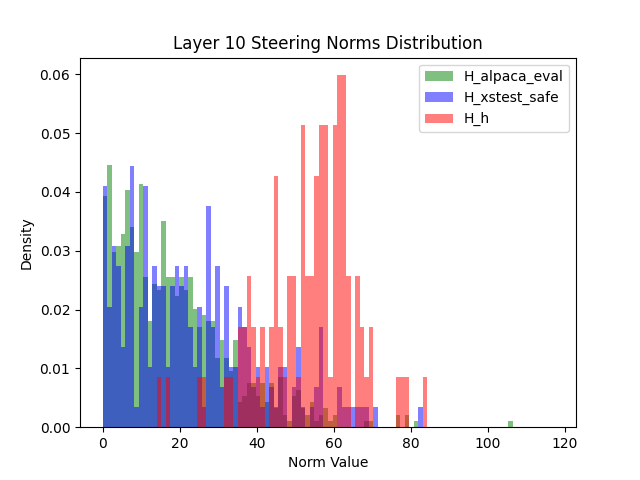 Layer 10 Steering Norms Distribution
H_alpaca_eval
H_xstest_safe
H_h
0.06
0.05
0.04
0.03
0.02
0.01
0.00
Density
0 20 40 60 80 100 120
Norm Value